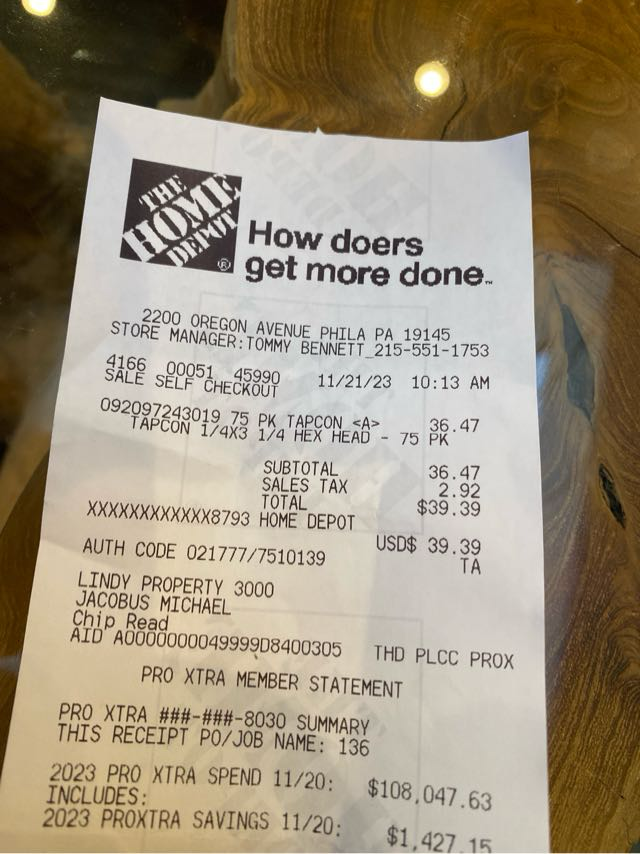 THE
HOME
DEPOT
®
How doers
get more done™
2200 OREGON AVENUE PHILA PA 19145
STORE MANAGER:TOMMY BENNETT 215-551-1753
4166 00051 45990 11/21/23 10:13 AM
SALE SELF CHECKOUT
092097243019 75 PK TAPCON <A> 36.47
TAPCON 1/4X3 1/4 HEX HEAD - 75 PK
SUBTOTAL 36.47
SALES TAX 2.92
TOTAL $39.39
XXXXXXXXXXXX8793 HOME DEPOT
USD$ 39.39
AUTH CODE 021777/7510139 TA
LINDY PROPERTY 3000
JACOBUS MICHAEL
Chip Read
AID A0000000049999D8400305 THD PLCC PROX
PRO XTRA MEMBER STATEMENT
PRO XTRA ###-###-8030 SUMMARY
THIS RECEIPT PO/JOB NAME: 136
2023 PRO XTRA SPEND 11/20: $108,047.63
INCLUDES:
2023 PROXTRA SAVINGS 11/20: $1,427.15